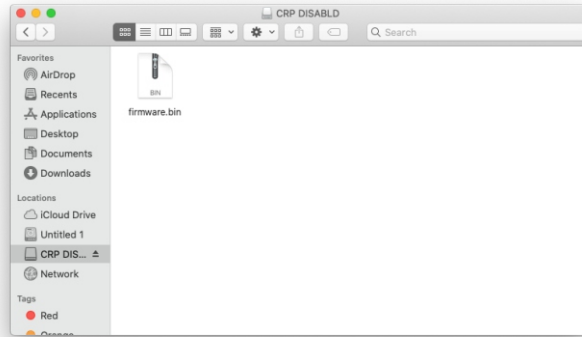 CRP DISABLD
Search
Favorites
AirDrop
Recents
Applications
Desktop
Documents
Downloads
Locations
iCloud Drive
Untitled 1
CRP DIS...
Network
Tags
Red
Orange
BIN
firmware.bin